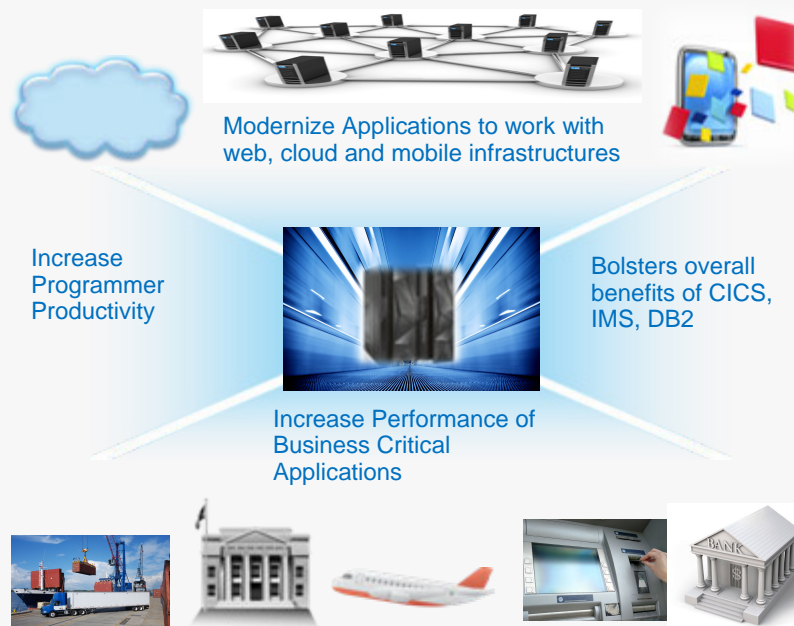 Modernize Applications to work with
web, cloud and mobile infrastructures
Increase
Programmer
Productivity
Bolsters overall
benefits of CICS,
IMS, DB2
Increase Performance of
Business Critical
Applications
BANK
$